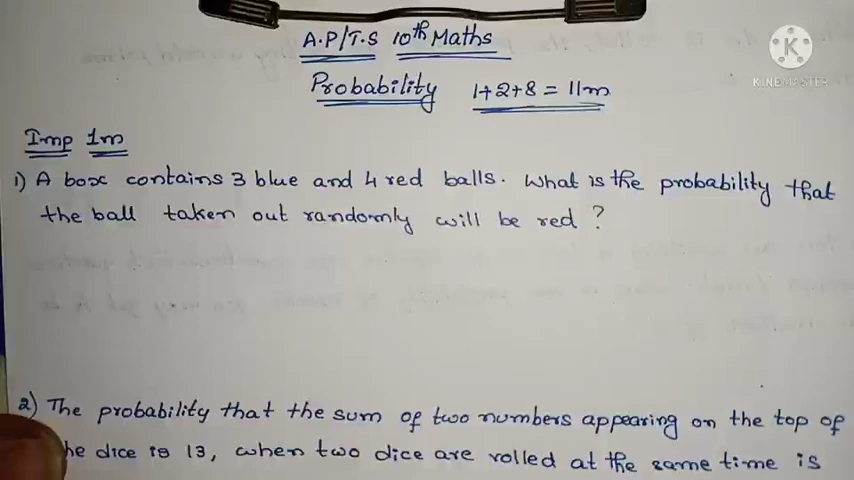 A.P/T.S 10th Maths
KINEMASTER
Probability 1+2+8 = 11m
Imp 1m
1) A box contains 3 blue and 4 red balls. What is the probability that
the ball taken out randomly will be red ?
2) The probability that the sum of two numbers appearing on the top of
he dice is 13, when two dice are rolled at the same time is